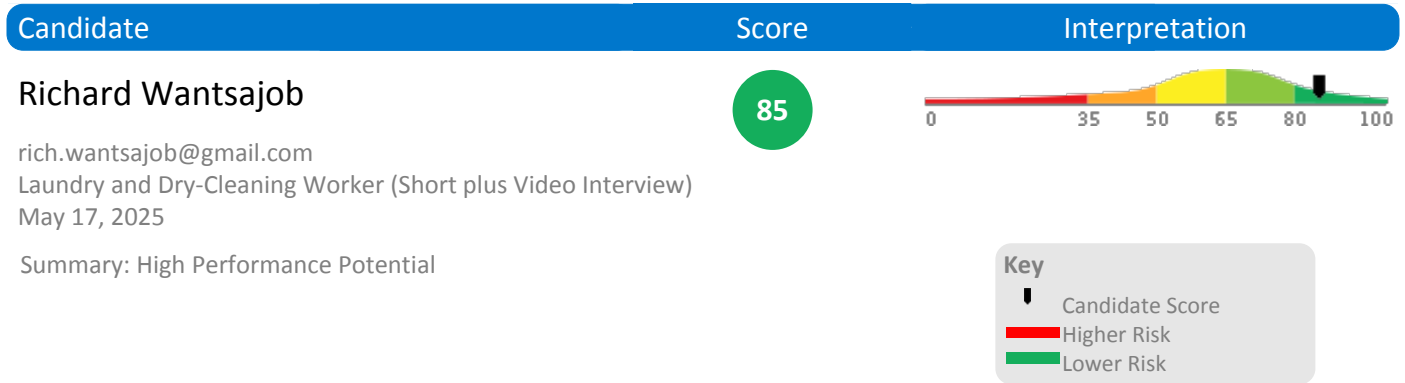 Candidate Score Interpretation
Richard Wantsajob
85
0 35 50 65 80 100
rich.wantsajob@gmail.com
Laundry and Dry-Cleaning Worker (Short plus Video Interview)
May 17, 2025
Summary: High Performance Potential
Key
Candidate Score
Higher Risk
Lower Risk